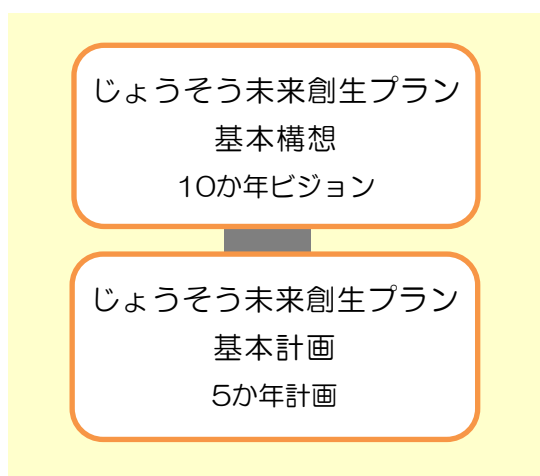 じょうそう未来創生プラン
基本構想
10か年ビジョン
じょうそう未来創生プラン
基本計画
5か年計画